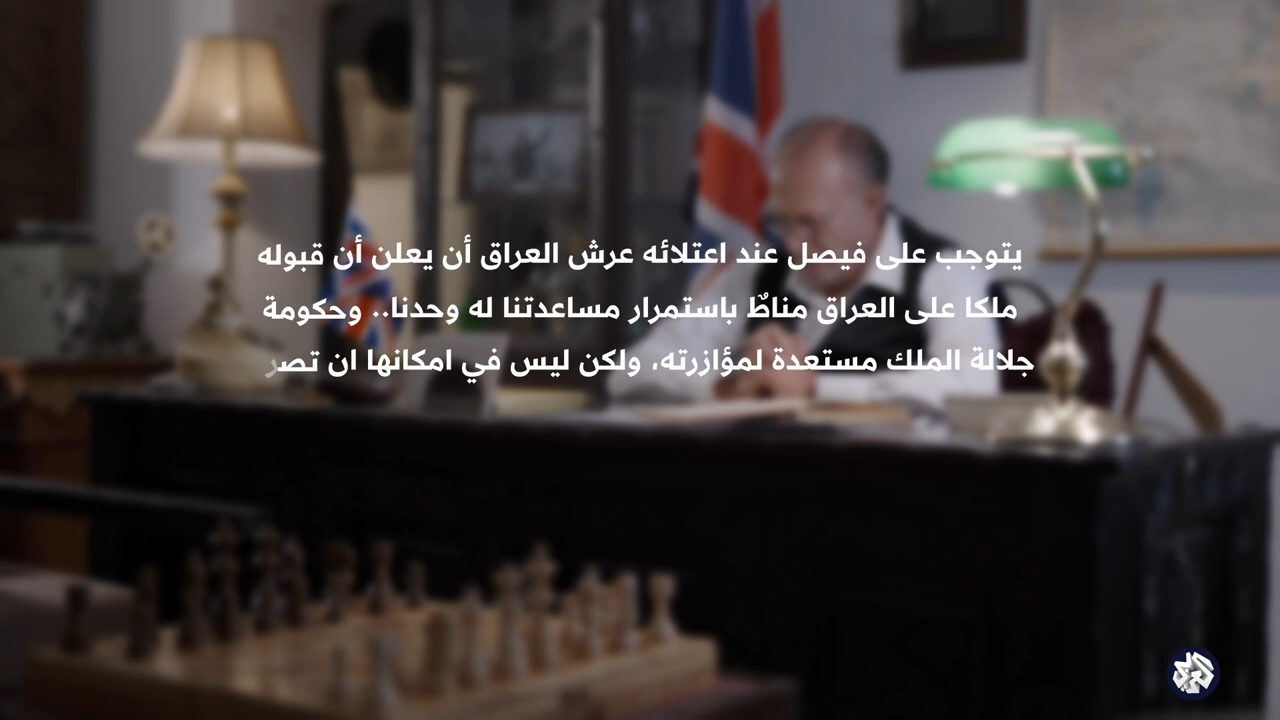 يتوجب على فيصل عند اعتلائه عرش العراق أن يعلن أن قبوله
ملكا على العراق مناطٌ باستمرار مساعدتنا له وحدنا.. وحكومة
جلالة الملك مستعدة لمؤازرته، ولكن ليس في امكانها ان تصر